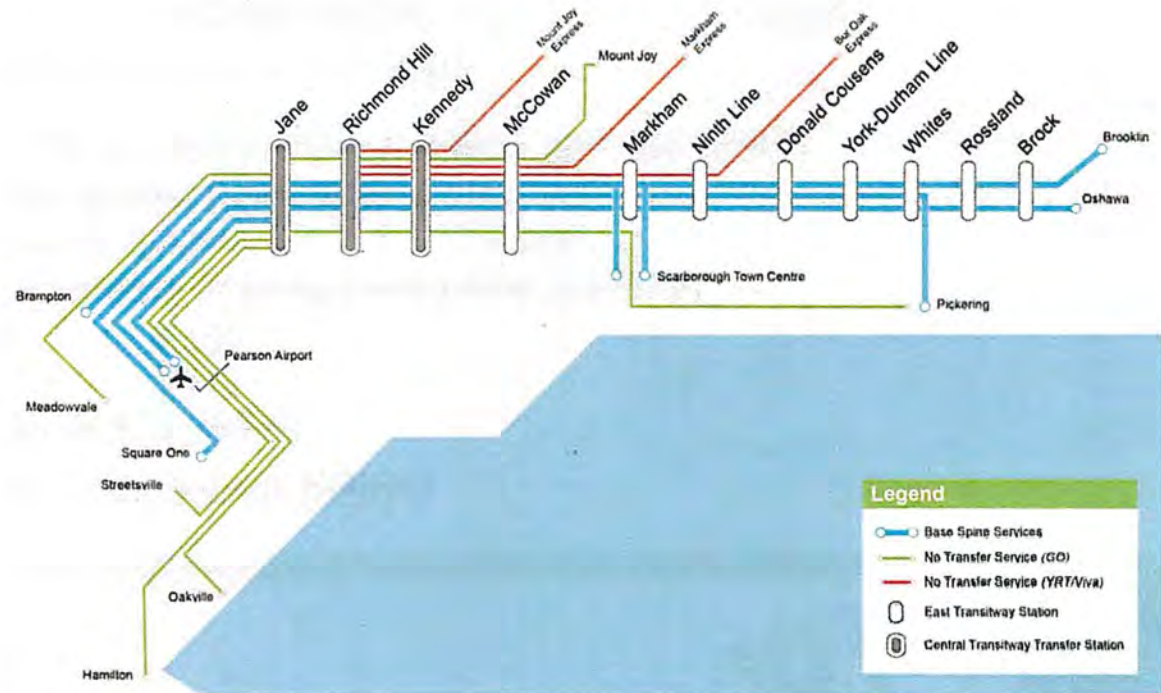 Mount Joy
Express
Markham
Express
Bur Oak
Express
Mount Joy
Jane
Richmond Hill
Kennedy
McCowan
Markham
Ninth Line
Donald Cousens
York-Durham Line
Whites
Rossland
Brock
Brooklin
Oshawa
Scarborough Town Centre
Pickering
Brampton
Pearson Airport
Meadowvale
Square One
Streetsville
Oakville
Hamilton
Legend
Base Spine Services
No Transfer Service (GO)
No Transfer Service (YRT/Viva)
East Transitway Station
Central Transitway Transfer Station